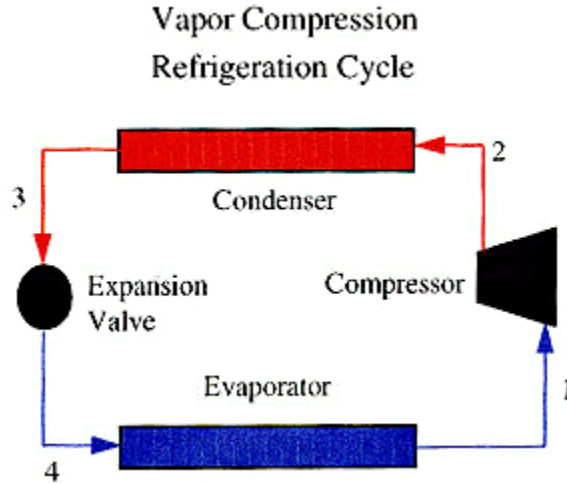 Vapor Compression
Refrigeration Cycle
2
3
Condenser
Expansion
Valve
Compressor
Evaporator
1
4